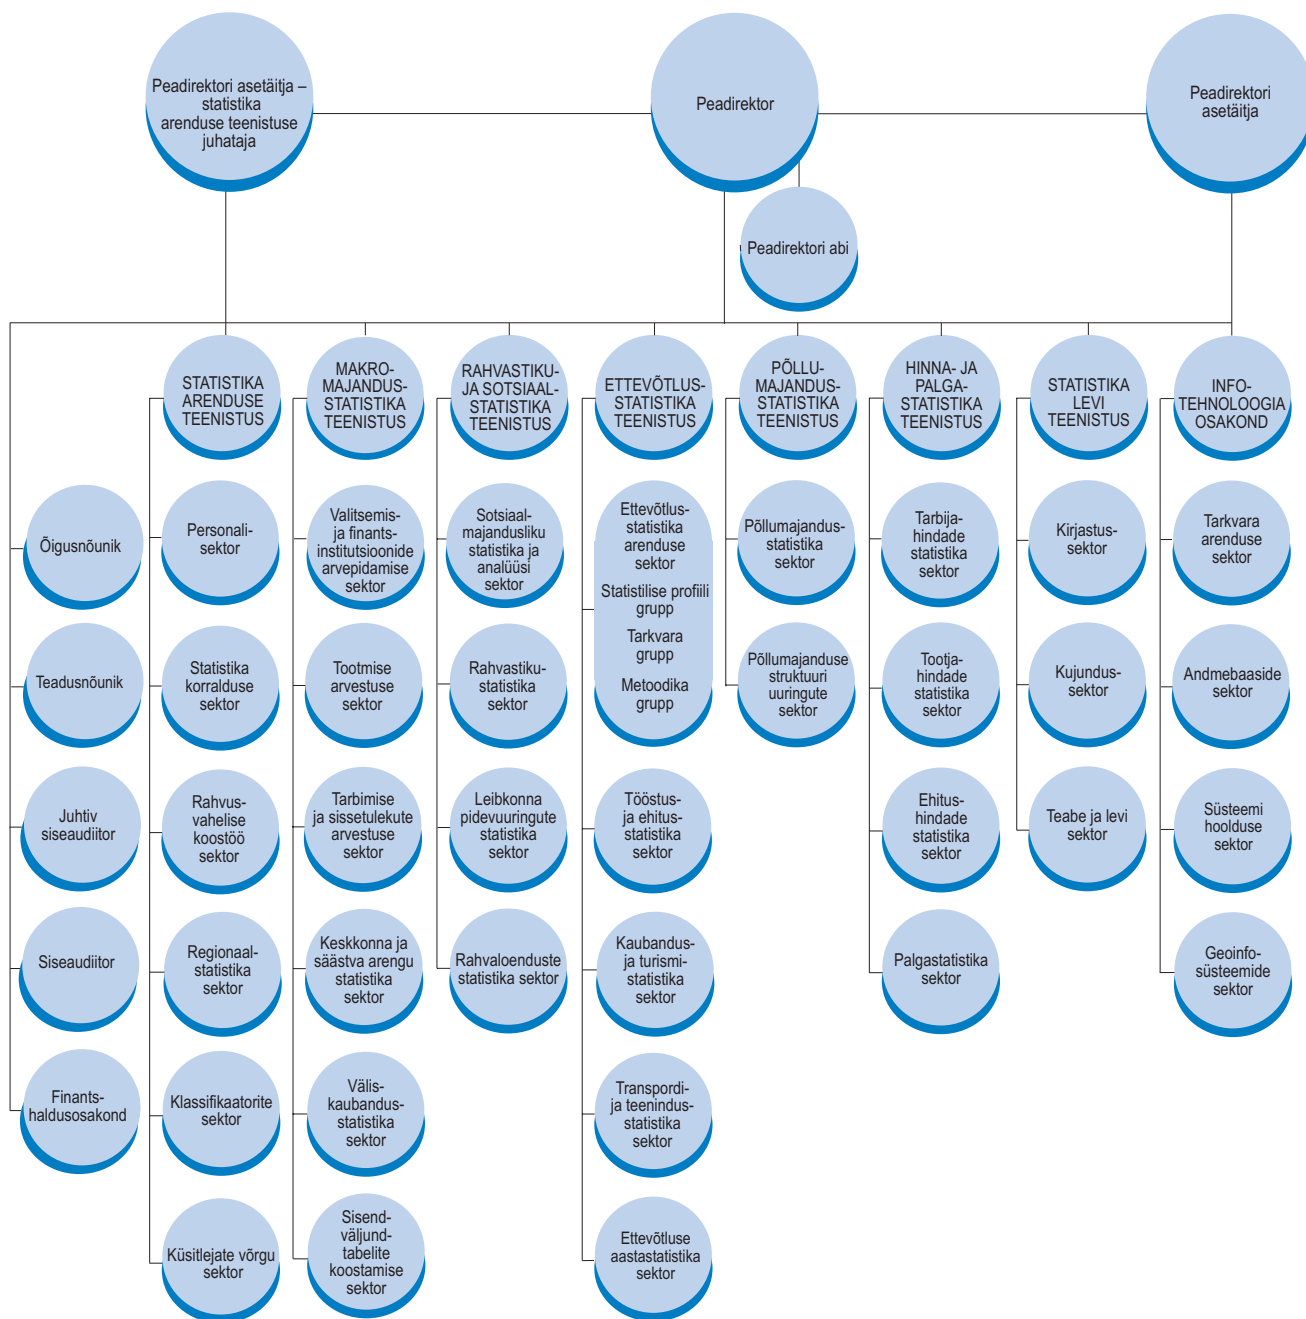 Peadirektori asetäitja –
statistika
arenduse teenistuse
juhataja
Peadirektor
Peadirektori
asetäitja
Peadirektori abi
STATISTIKA
ARENDUSE
TEENISTUS
MAKRO-
MAJANDUS-
STATISTIKA
TEENISTUS
RAHVASTIKU-
JA SOTSIAAL-
STATISTIKA
TEENISTUS
ETTEVÕTLUS-
STATISTIKA
TEENISTUS
PÕLLU-
MAJANDUS-
STATISTIKA
TEENISTUS
HINNA- JA
PALGA-
STATISTIKA
TEENISTUS
STATISTIKA
LEVI
TEENISTUS
INFO-
TEHNOLOOGIA
OSAKOND
Õigusnõunik
Teadusnõunik
Juhtiv
siseaudiitor
Siseaudiitor
Finants-
haldusosakond
Personali-
sektor
Statistika
korralduse
sektor
Rahvus-
vahelise
koostöö
sektor
Regionaal-
statistika
sektor
Klassifikaatorite
sektor
Küsitlejate võrgu
sektor
Valitsemis-
ja finants-
institutsioonide
arvepidamise
sektor
Tootmise
arvestuse
sektor
Tarbimise
ja sissetulekute
arvestuse
sektor
Keskkonna ja
säästva arengu
statistika
sektor
Välis-
kaubandus-
statistika
sektor
Sisend-
väljund-
tabelite
koostamise
sektor
Sotsiaal-
majandusliku
statistika ja
analüüsi
sektor
Rahvastiku-
statistika
sektor
Leibkonna
pidevuuringute
statistika
sektor
Rahvaloenduste
statistika sektor
Ettevõtlus-
statistika
arenduse
sektor
Statistilise profiili
grupp
Tarkvara
grupp
Metoodika
grupp
Tööstus-
ja ehitus-
statistika
sektor
Kaubandus-
ja turismi-
statistika
sektor
Transpordi-
ja teenindus-
statistika
sektor
Ettevõtluse
aastastatistika
sektor
Põllumajandus-
statistika
sektor
Põllumajanduse
struktuuri
uuringute
sektor
Tarbija-
hindade
statistika
sektor
Tootja-
hindade
statistika
sektor
Ehitus-
hindade
statistika
sektor
Palgastatistika
sektor
Kirjastus-
sektor
Kujundus-
sektor
Teabe ja levi
sektor
Tarkvara
arenduse
sektor
Andmebaaside
sektor
Süsteemi
hoolduse
sektor
Geoinfo-
süsteemide
sektor